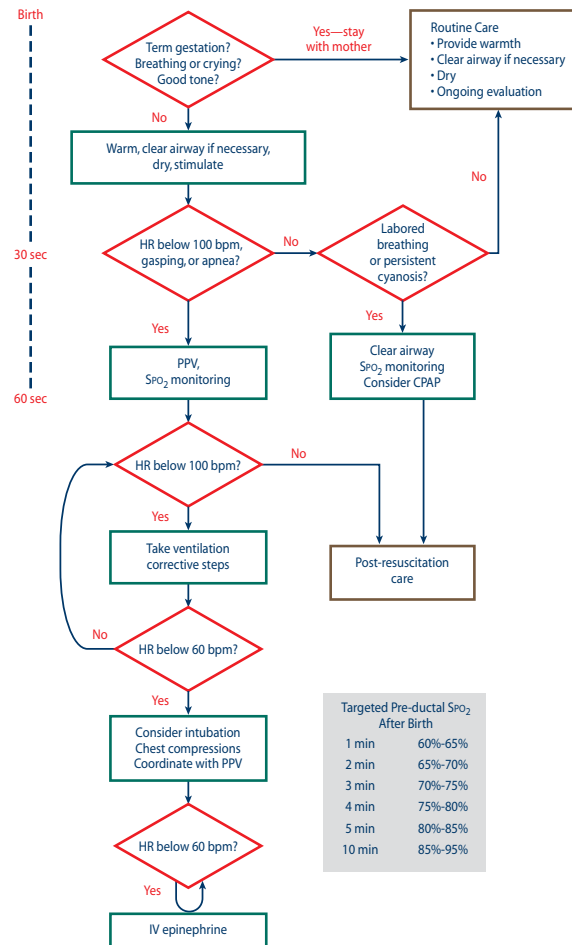 Birth
Term gestation?
Breathing or crying?
Good tone?
Yes—stay
with mother
Routine Care
• Provide warmth
• Clear airway if necessary
• Dry
• Ongoing evaluation
No
Warm, clear airway if necessary,
dry, stimulate
No
30 sec
HR below 100 bpm,
gasping, or apnea?
No
Labored
breathing
or persistent
cyanosis?
Yes
Yes
PPV,
SPO₂ monitoring
Clear airway
SPO₂ monitoring
Consider CPAP
60 sec
HR below 100 bpm?
No
Yes
Take ventilation
corrective steps
Post-resuscitation
care
No
HR below 60 bpm?
Yes
Consider intubation
Chest compressions
Coordinate with PPV
HR below 60 bpm?
Yes
IV epinephrine
Targeted Pre-ductal SPO₂
After Birth
1 min 60%-65%
2 min 65%-70%
3 min 70%-75%
4 min 75%-80%
5 min 80%-85%
10 min 85%-95%